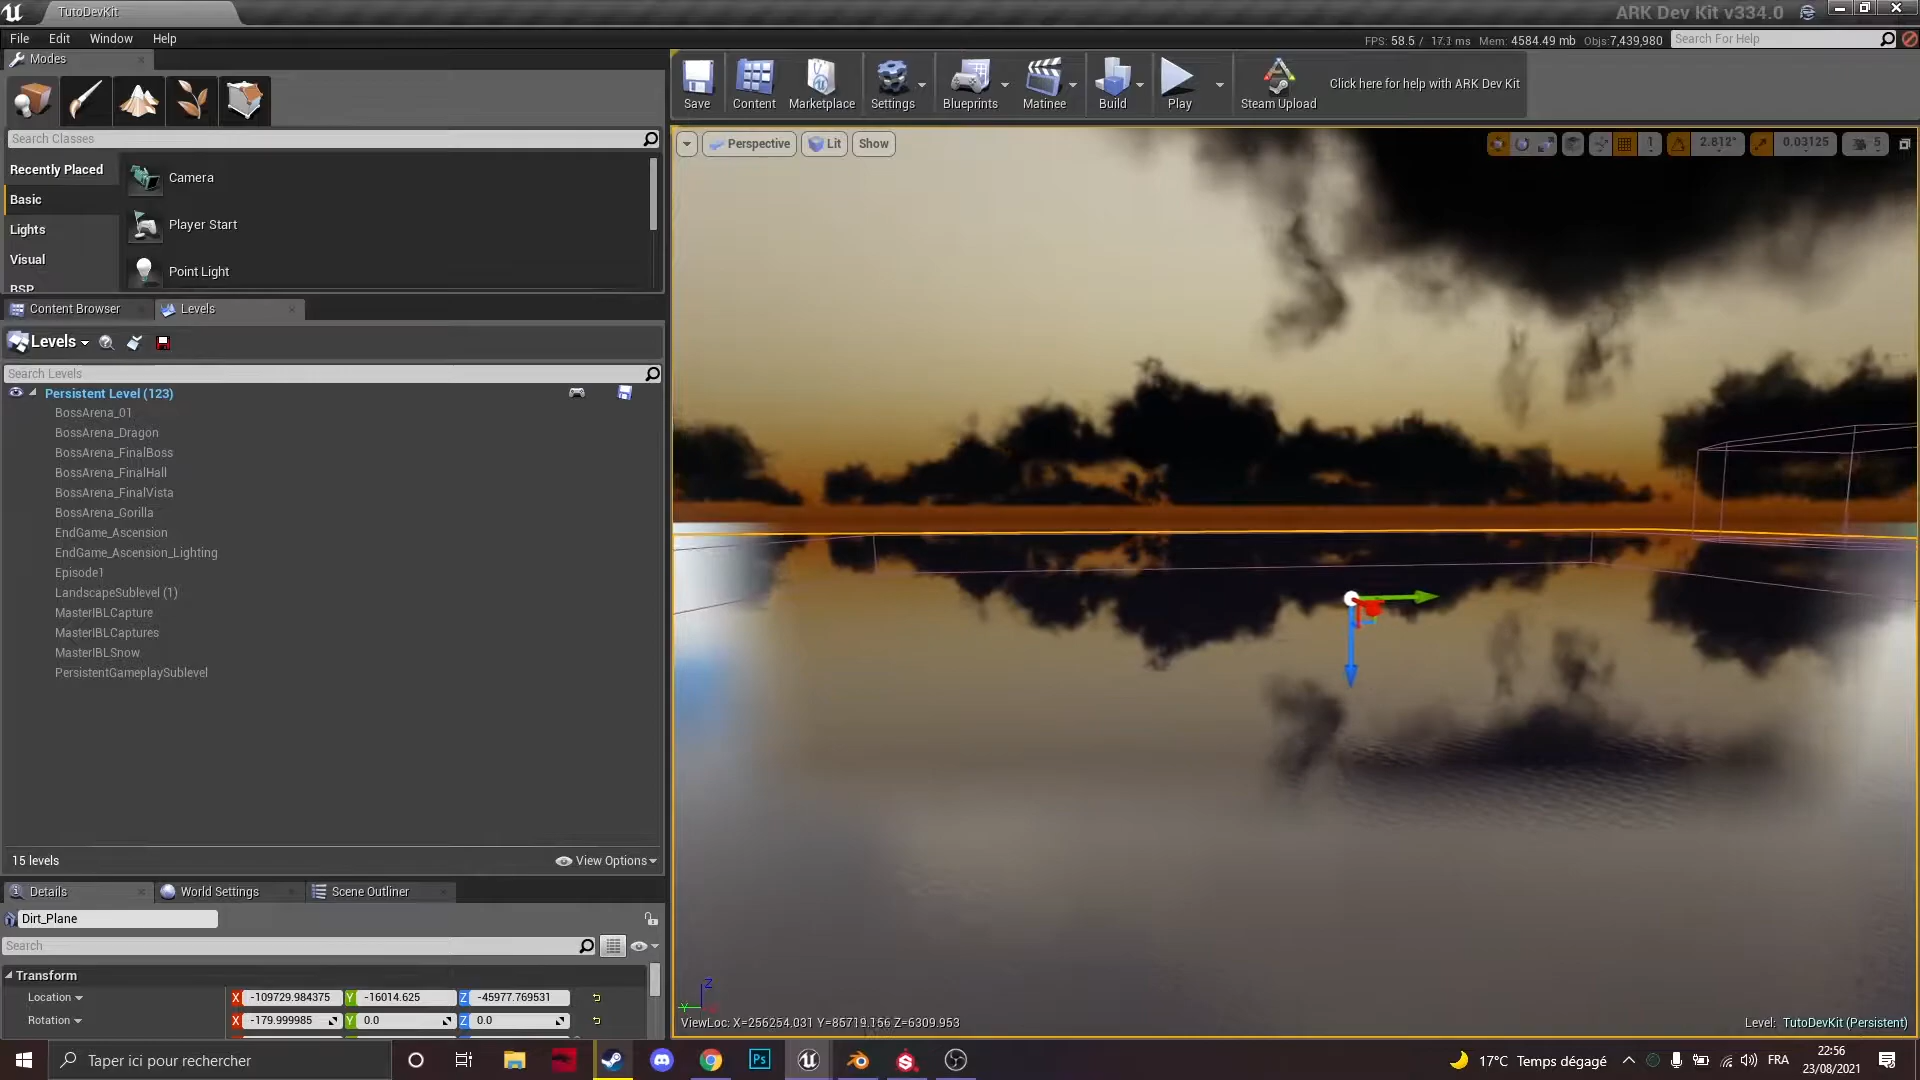 TutoDevKit
ARK Dev Kit v334.0
File Edit Window Help
FPS: 58.5 / 17.1 ms Mem: 4584.49 mb Objs:7,439,980
Search For Help
Modes
Save Content Marketplace Settings Blueprints Matinee Build Play Steam Upload Click here for help with ARK Dev Kit
Search Classes
Perspective Lit Show
1 2.812° 0.03125 5
Recently Placed
Basic
Lights
Visual
BSP
Camera
Player Start
Point Light
Content Browser Levels
Levels
Search Levels
Persistent Level (123)
BossArena_01
BossArena_Dragon
BossArena_FinalBoss
BossArena_FinalHall
BossArena_FinalVista
BossArena_Gorilla
EndGame_Ascension
EndGame_Ascension_Lighting
Episode1
LandscapeSublevel (1)
MasterIBLCapture
MasterIBLCaptures
MasterIBLSnow
PersistentGameplaySublevel
15 levels View Options
Details World Settings Scene Outliner
Dirt_Plane
Search
Transform
Location X -109729.984375 Y -16014.625 Z -45977.769531
Rotation X -179.999985 Y 0.0 Z 0.0
Z
Y
ViewLoc: X=256254.031 Y=85719.156 Z=6309.953
Level: TutoDevKit (Persistent)
Taper ici pour rechercher
Ps
17°C Temps dégagé
FRA
22:56
23/08/2021